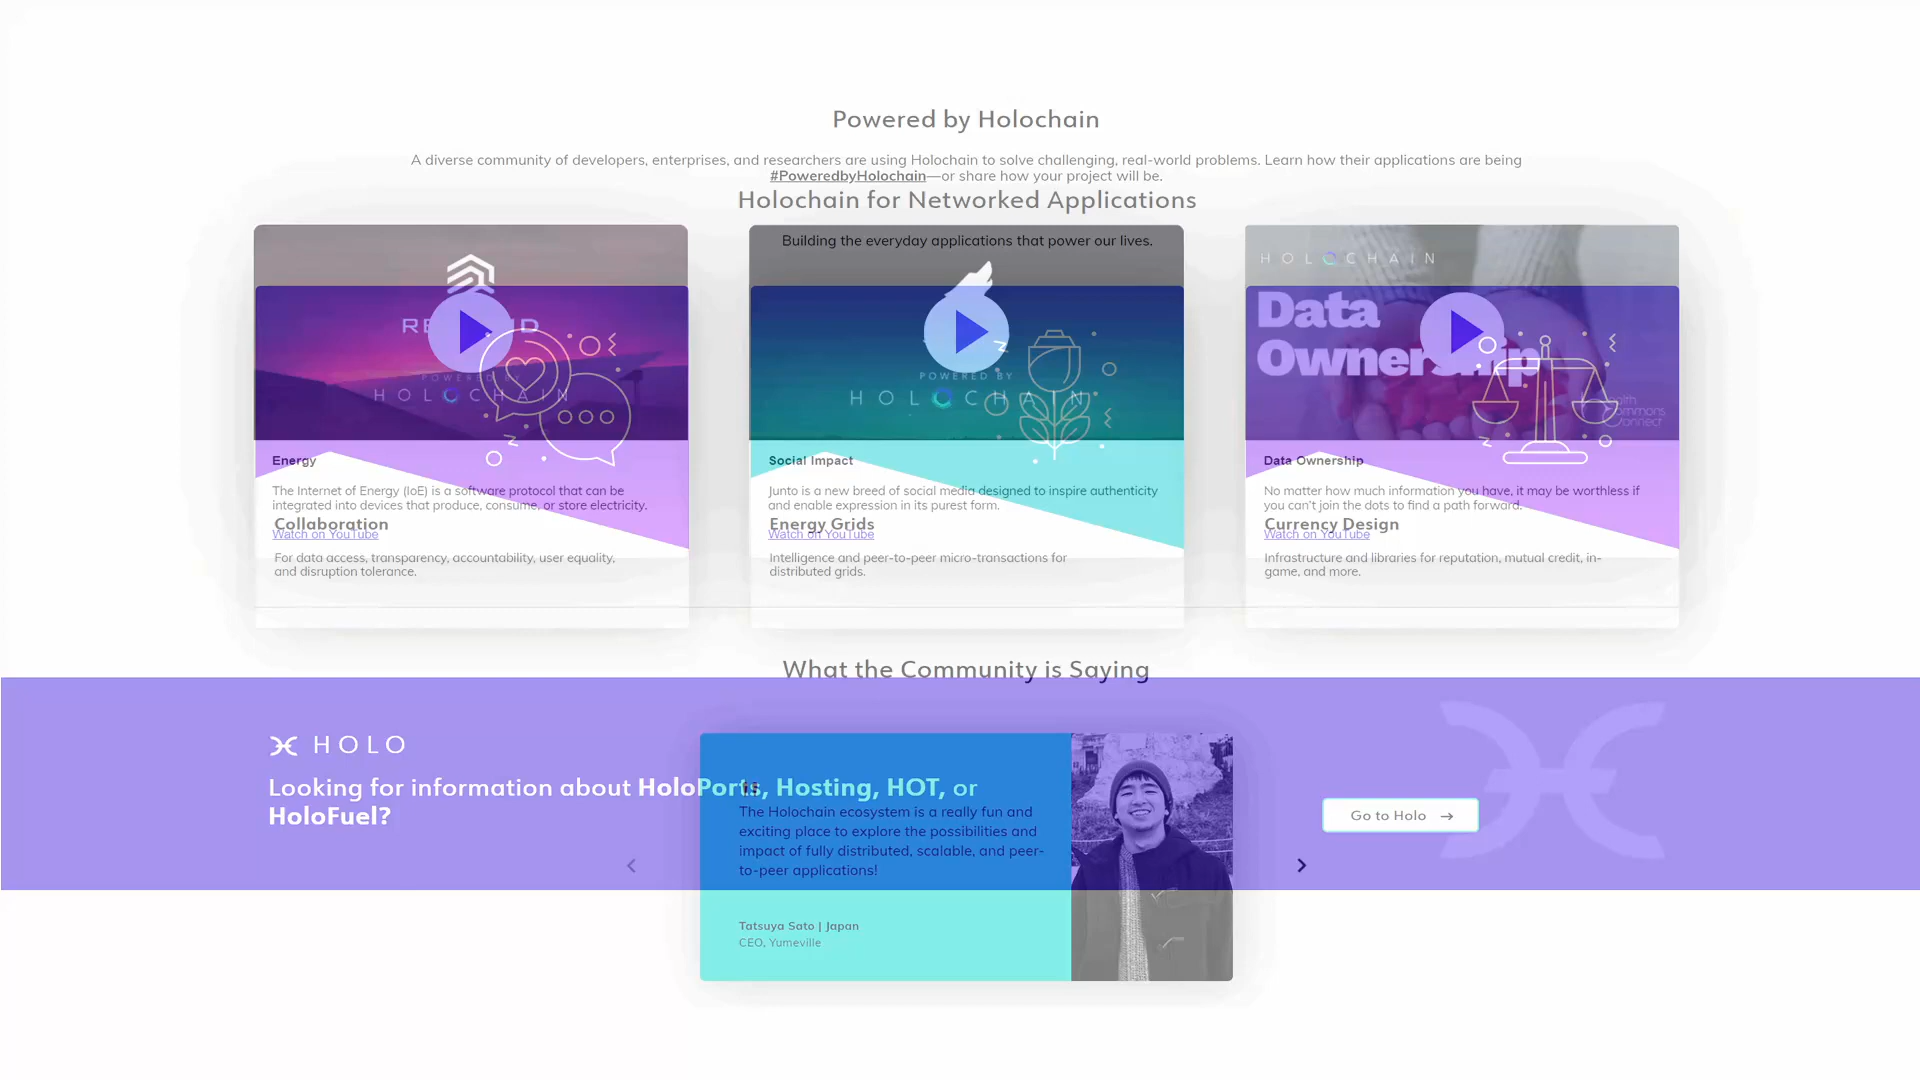 Powered by Holochain
A diverse community of developers, enterprises, and researchers are using Holochain to solve challenging, real-world problems. Learn how their applications are being
#PoweredbyHolochain—or share how your project will be.
Holochain for Networked Applications
Building the everyday applications that power our lives.
HOLOCHAIN
Data
Ownership
POWERED BY
HOLOCHAIN
POWERED BY
HOLOCHAIN
Health
Commons
Connect
Energy
The Internet of Energy (IoE) is a software protocol that can be
integrated into devices that produce, consume, or store electricity.
Collaboration
Watch on YouTube
For data access, transparency, accountability, user equality,
and disruption tolerance.
Social Impact
Junto is a new breed of social media designed to inspire authenticity
and enable expression in its purest form.
Energy Grids
Watch on YouTube
Intelligence and peer-to-peer micro-transactions for
distributed grids.
Data Ownership
No matter how much information you have, it may be worthless if
you can't join the dots to find a path forward.
Currency Design
Watch on YouTube
Infrastructure and libraries for reputation, mutual credit, in-
game, and more.
What the Community is Saying
HOLO
Looking for information about HoloPorts, Hosting, HOT, or
HoloFuel?
The Holochain ecosystem is a really fun and
exciting place to explore the possibilities and
impact of fully distributed, scalable, and peer-
to-peer applications!
Tatsuya Sato | Japan
CEO, Yumeville
Go to Holo →